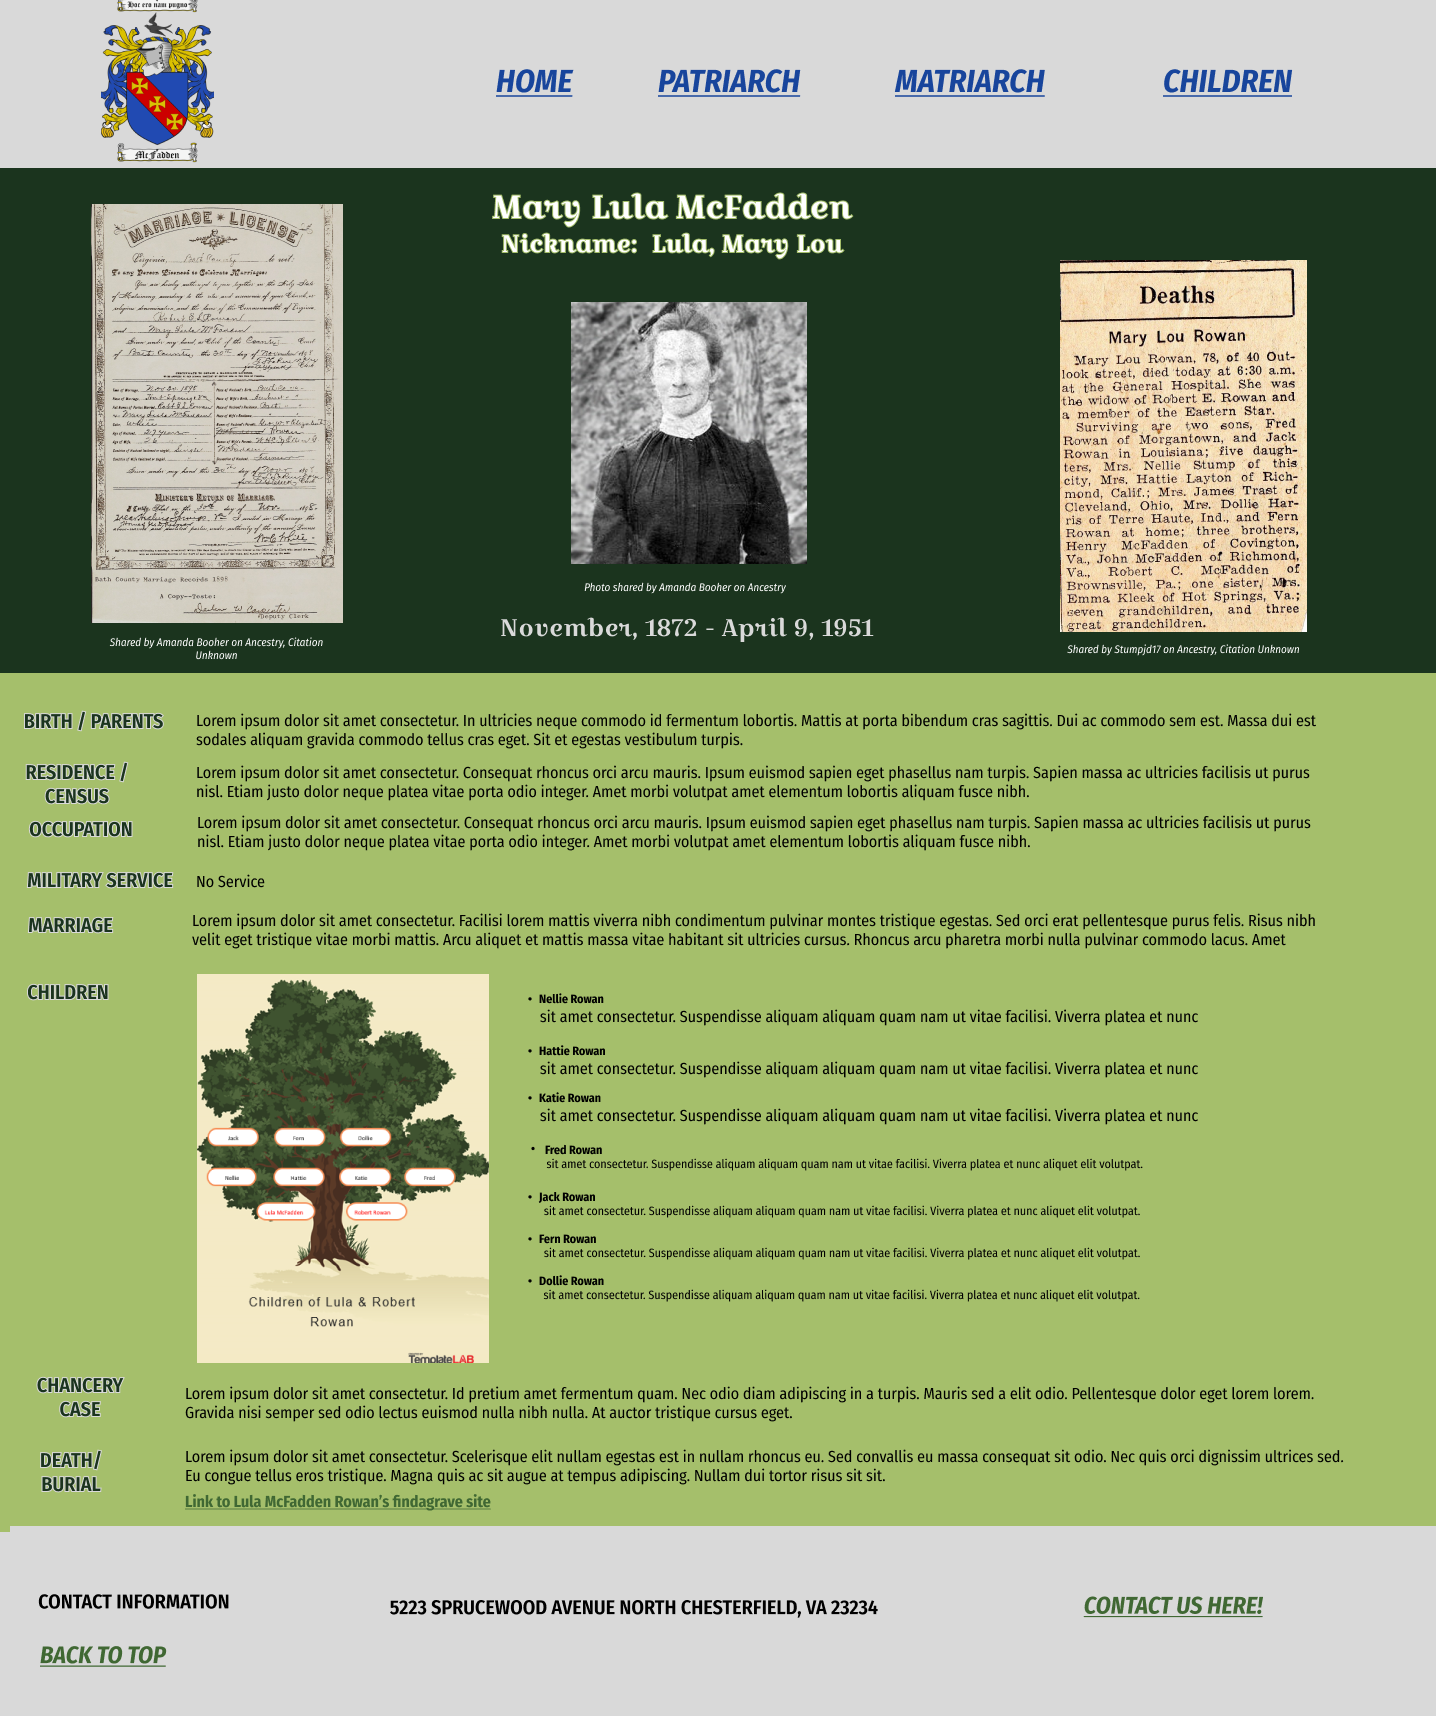 Hoc ero nam pugno
McFadden
HOME
PATRIARCH
MATRIARCH
CHILDREN
Mary Lula McFadden
Nickname: Lula, Mary Lou
MARRIAGE LICENSE
Virginia, Bath County to wit:
To any Person Licensed to Celebrate Marriages:
You are hereby authorized to join together in the Holy State
of Matrimony, according to the rites and ceremonies of your Church, or
religious denomination, and the laws of the Commonwealth of Virginia
Robert E L Rowan
and Mary Lula McFadden
Given under my hand, as Clerk of the County Court
of Bath County, this 30th day of November 1898
Nov 30, 1898
27 years
26
Single
Farmer
Given under my hand this 30th day of Nov
MINISTER'S RETURN OF MARRIAGE.
30th day of Nov. 1898.
Bath County Marriage Records 1898
A Copy--Teste:
Deputy Clerk
Shared by Amanda Booher on Ancestry, Citation
Unknown
Photo shared by Amanda Booher on Ancestry
November, 1872 - April 9, 1951
Deaths
Mary Lou Rowan
Mary Lou Rowan, 78, of 40 Out-
look street, died today at 6:30 a.m.
at the General Hospital. She was
the widow of Robert E. Rowan and
a member of the Eastern Star.
Surviving are two sons, Fred
Rowan of Morgantown, and Jack
Rowan in Louisiana; five daugh-
ters, Mrs. Nellie Stump of this
city, Mrs. Hattie Layton of Rich-
mond, Calif.; Mrs. James Trast of
Cleveland, Ohio, Mrs. Dollie Har-
ris of Terre Haute, Ind., and Fern
Rowan at home; three brothers,
Henry McFadden of Covington,
Va., John McFadden of Richmond,
Va., Robert C. McFadden of
Brownsville, Pa.; one sister, Mrs.
Emma Kleek of Hot Springs, Va.;
seven grandchildren, and three
great grandchildren.
Shared by Stumpjd17 on Ancestry, Citation Unknown
BIRTH / PARENTS
Lorem ipsum dolor sit amet consectetur. In ultricies neque commodo id fermentum lobortis. Mattis at porta bibendum cras sagittis. Dui ac commodo sem est. Massa dui est
sodales aliquam gravida commodo tellus cras eget. Sit et egestas vestibulum turpis.
RESIDENCE /
CENSUS
Lorem ipsum dolor sit amet consectetur. Consequat rhoncus orci arcu mauris. Ipsum euismod sapien eget phasellus nam turpis. Sapien massa ac ultricies facilisis ut purus
nisl. Etiam justo dolor neque platea vitae porta odio integer. Amet morbi volutpat amet elementum lobortis aliquam fusce nibh.
OCCUPATION
Lorem ipsum dolor sit amet consectetur. Consequat rhoncus orci arcu mauris. Ipsum euismod sapien eget phasellus nam turpis. Sapien massa ac ultricies facilisis ut purus
nisl. Etiam justo dolor neque platea vitae porta odio integer. Amet morbi volutpat amet elementum lobortis aliquam fusce nibh.
MILITARY SERVICE
No Service
MARRIAGE
Lorem ipsum dolor sit amet consectetur. Facilisi lorem mattis viverra nibh condimentum pulvinar montes tristique egestas. Sed orci erat pellentesque purus felis. Risus nibh
velit eget tristique vitae morbi mattis. Arcu aliquet et mattis massa vitae habitant sit ultricies cursus. Rhoncus arcu pharetra morbi nulla pulvinar commodo lacus. Amet
CHILDREN
Jack
Fern
Dollie
Nellie
Hattie
Katie
Fred
Lula McFadden
Robert Rowan
Children of Lula & Robert
Rowan
TemplateLAB
• Nellie Rowan
sit amet consectetur. Suspendisse aliquam aliquam quam nam ut vitae facilisi. Viverra platea et nunc
• Hattie Rowan
sit amet consectetur. Suspendisse aliquam aliquam quam nam ut vitae facilisi. Viverra platea et nunc
• Katie Rowan
sit amet consectetur. Suspendisse aliquam aliquam quam nam ut vitae facilisi. Viverra platea et nunc
• Fred Rowan
sit amet consectetur. Suspendisse aliquam aliquam quam nam ut vitae facilisi. Viverra platea et nunc aliquet elit volutpat.
• Jack Rowan
sit amet consectetur. Suspendisse aliquam aliquam quam nam ut vitae facilisi. Viverra platea et nunc aliquet elit volutpat.
• Fern Rowan
sit amet consectetur. Suspendisse aliquam aliquam quam nam ut vitae facilisi. Viverra platea et nunc aliquet elit volutpat.
• Dollie Rowan
sit amet consectetur. Suspendisse aliquam aliquam quam nam ut vitae facilisi. Viverra platea et nunc aliquet elit volutpat.
CHANCERY
CASE
Lorem ipsum dolor sit amet consectetur. Id pretium amet fermentum quam. Nec odio diam adipiscing in a turpis. Mauris sed a elit odio. Pellentesque dolor eget lorem lorem.
Gravida nisi semper sed odio lectus euismod nulla nibh nulla. At auctor tristique cursus eget.
DEATH/
BURIAL
Lorem ipsum dolor sit amet consectetur. Scelerisque elit nullam egestas est in nullam rhoncus eu. Sed convallis eu massa consequat sit odio. Nec quis orci dignissim ultrices sed.
Eu congue tellus eros tristique. Magna quis ac sit augue at tempus adipiscing. Nullam dui tortor risus sit sit.
Link to Lula McFadden Rowan's findagrave site
CONTACT INFORMATION
5223 SPRUCEWOOD AVENUE NORTH CHESTERFIELD, VA 23234
CONTACT US HERE!
BACK TO TOP